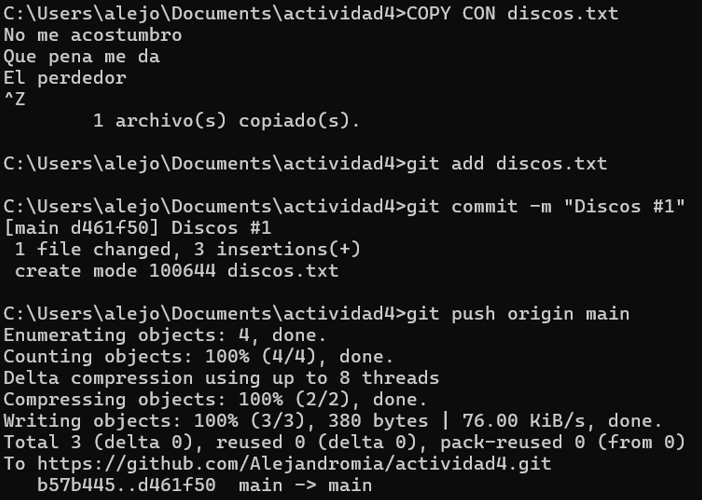 C:\Users\alejo\Documents\actividad4>COPY CON discos.txt
No me acostumbro
Que pena me da
El perdedor
^Z
        1 archivo(s) copiado(s).
C:\Users\alejo\Documents\actividad4>git add discos.txt
C:\Users\alejo\Documents\actividad4>git commit -m "Discos #1"
[main d461f50] Discos #1
 1 file changed, 3 insertions(+)
 create mode 100644 discos.txt
C:\Users\alejo\Documents\actividad4>git push origin main
Enumerating objects: 4, done.
Counting objects: 100% (4/4), done.
Delta compression using up to 8 threads
Compressing objects: 100% (2/2), done.
Writing objects: 100% (3/3), 380 bytes | 76.00 KiB/s, done.
Total 3 (delta 0), reused 0 (delta 0), pack-reused 0 (from 0)
To https://github.com/Alejandromia/actividad4.git
   b57b445..d461f50  main -> main